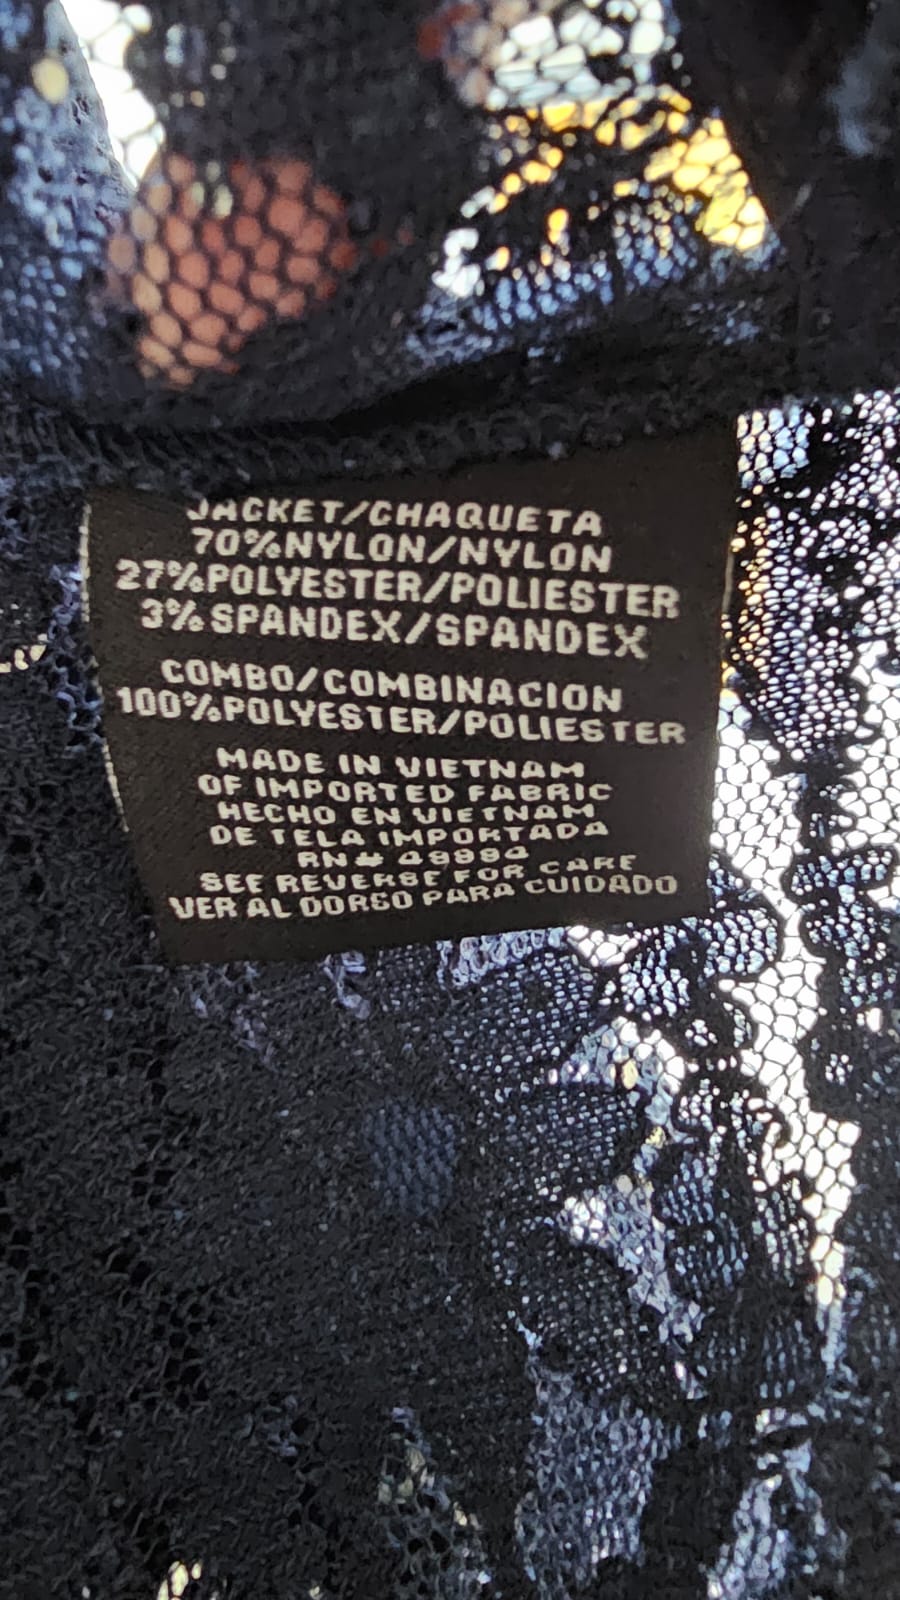 JACKET/CHAQUETA
70%NYLON/NYLON
27%POLYESTER/POLIESTER
3%SPANDEX/SPANDEX
COMBO/COMBINACION
100%POLYESTER/POLIESTER
MADE IN VIETNAM
OF IMPORTED FABRIC
HECHO EN VIETNAM
DE TELA IMPORTADA
RN#
SEE REVERSE FOR CARE
VER AL DORSO PARA CUIDADO